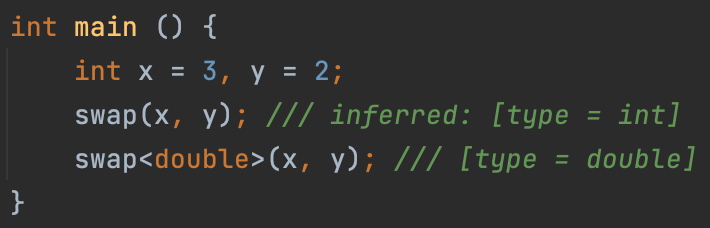 int main () {
    int x = 3, y = 2;
    swap(x, y); /// inferred: [type = int]
    swap<double>(x, y); /// [type = double]
}